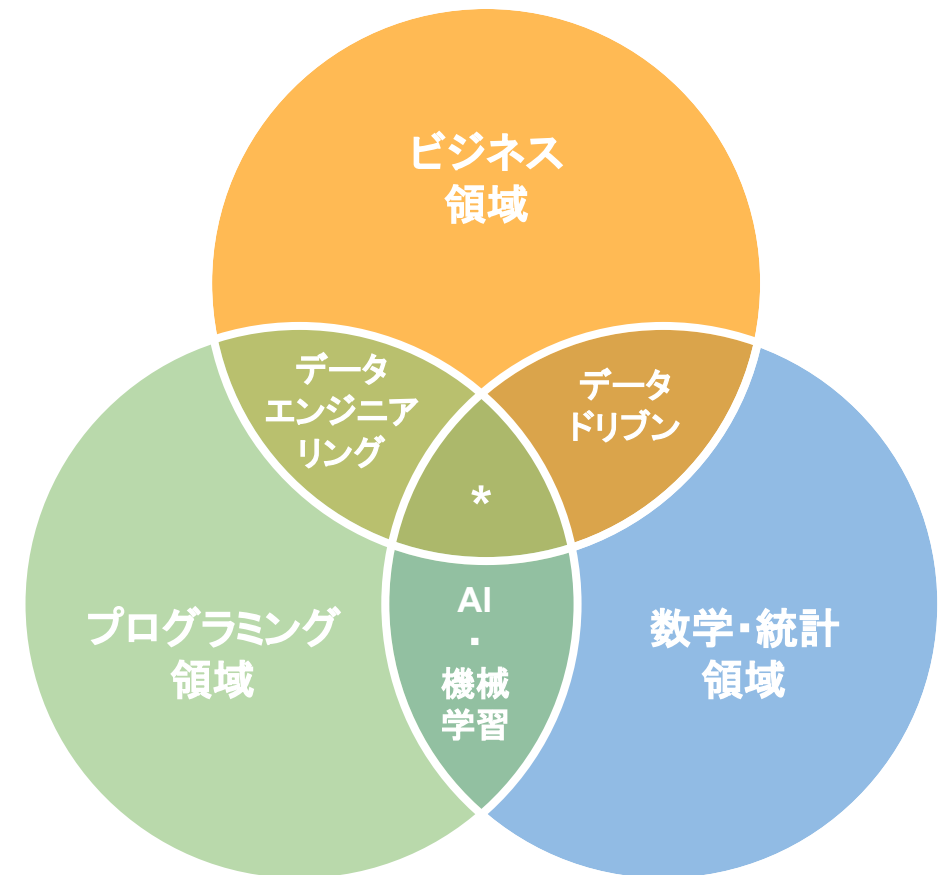 ビジネス
領域
データ
エンジニア
リング
データ
ドリブン
*
プログラミング
領域
AI
・
機械
学習
数学・統計
領域